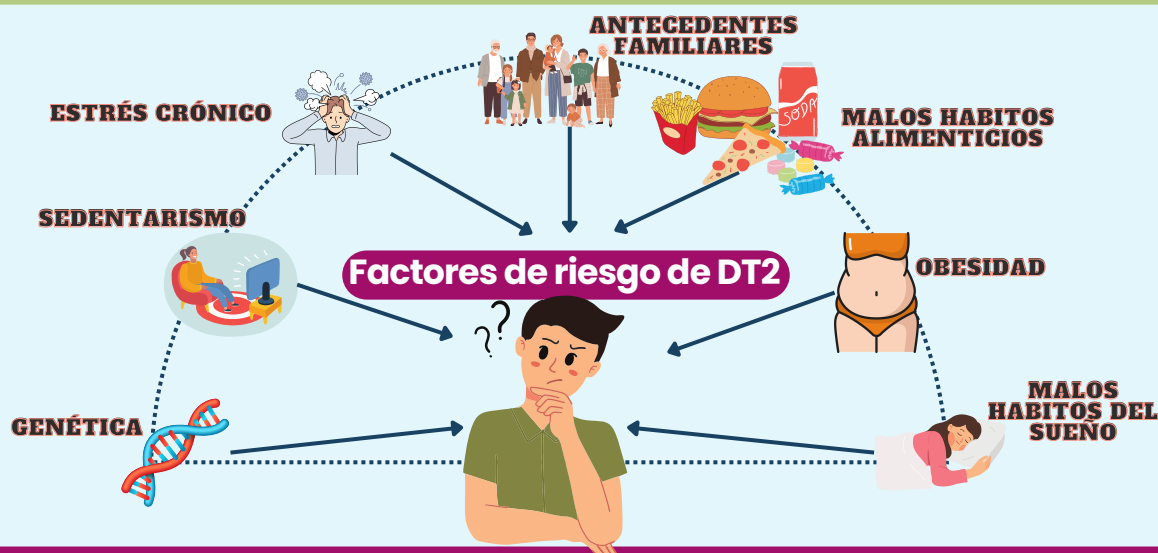 ANTECEDENTES
FAMILIARES
ESTRÉS CRÓNICO
SODA
MALOS HABITOS
ALIMENTICIOS
SEDENTARISMO
Factores de riesgo de DT2
OBESIDAD
? ?
GENÉTICA
MALOS
HABITOS DEL
SUEÑO